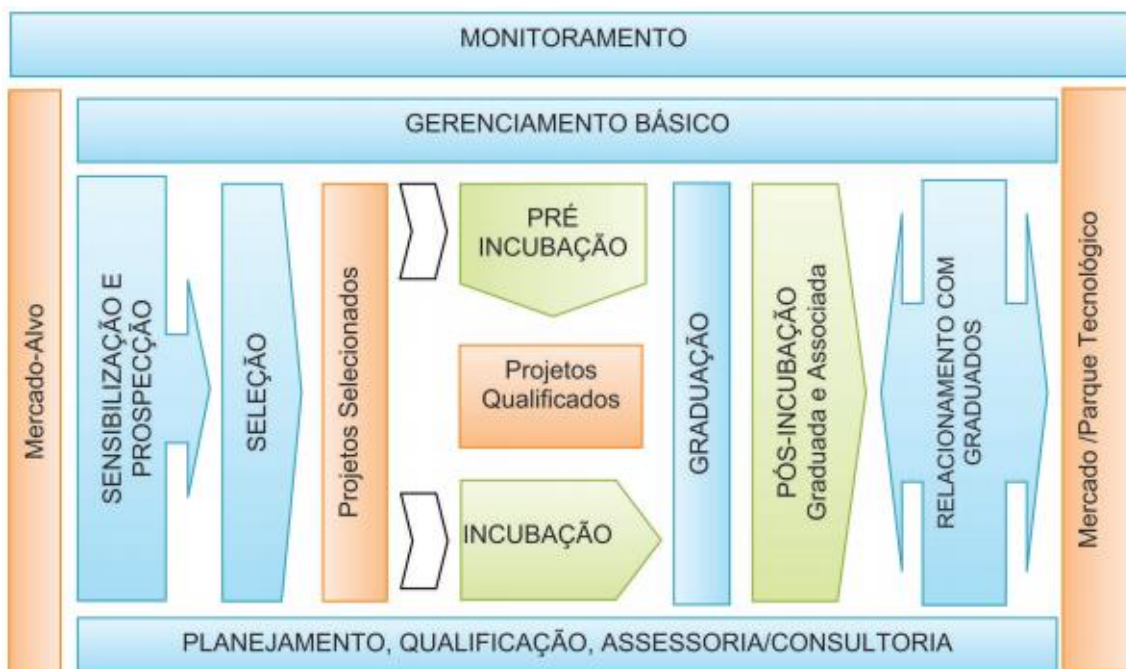 MONITORAMENTO
GERENCIAMENTO BÁSICO
Mercado-Alvo
SENSIBILIZAÇÃO E
PROSPECÇÃO
SELEÇÃO
Projetos Selecionados
PRÉ
INCUBAÇÃO
Projetos
Qualificados
INCUBAÇÃO
GRADUAÇÃO
PÓS-INCUBAÇÃO
Graduada e Associada
RELACIONAMENTO COM
GRADUADOS
Mercado /Parque Tecnológico
PLANEJAMENTO, QUALIFICAÇÃO, ASSESSORIA/CONSULTORIA